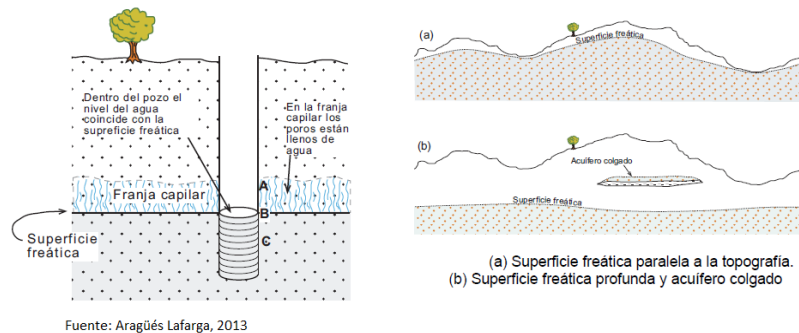 Dentro del pozo el
nivel del agua
coincide con la
supreficie freática
En la franja
capilar los
poros están
llenos de
agua
Franja capilar
A
B
C
Superficie
freática
Fuente: Aragüés Lafarga, 2013
(a)
Superficie freática
(b)
Acuífero colgado
Superficie freática
(a) Superficie freática paralela a la topografía.
(b) Superficie freática profunda y acuífero colgado